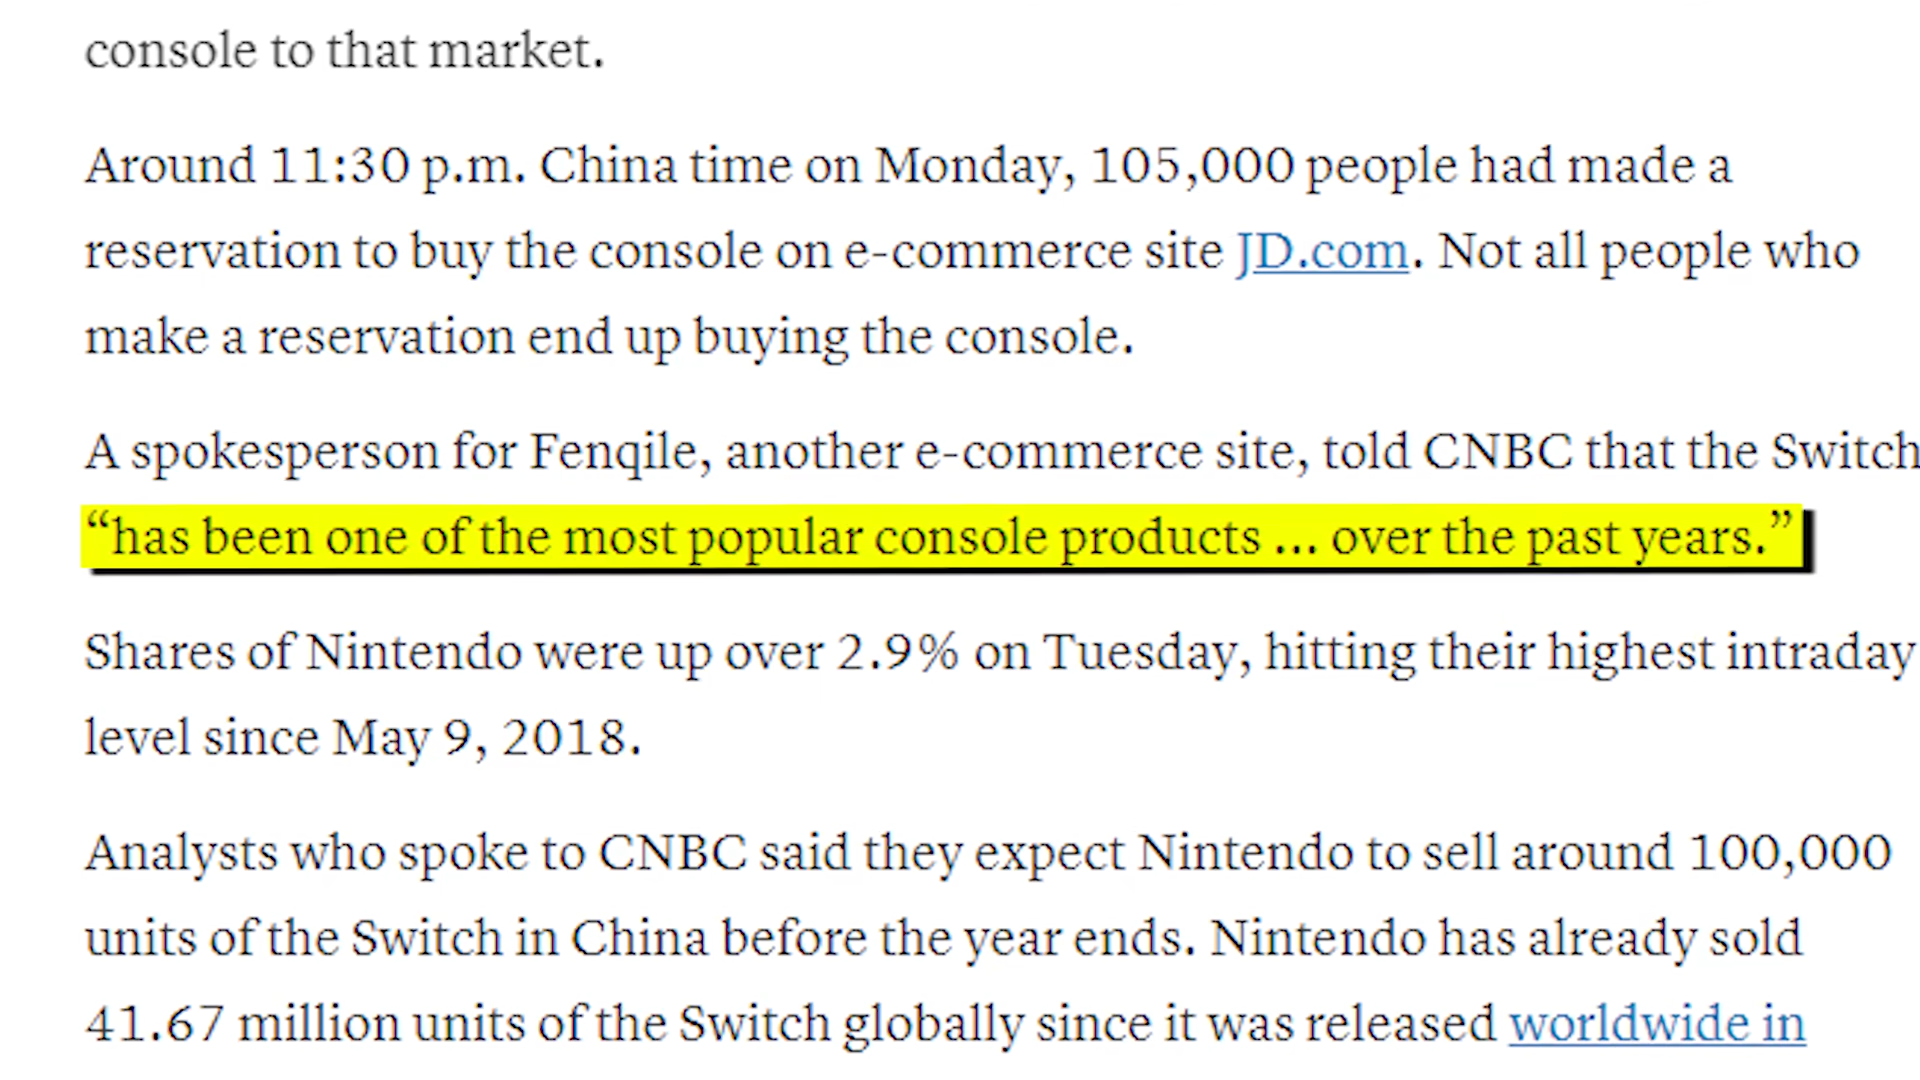 console to that market.
Around 11:30 p.m. China time on Monday, 105,000 people had made a
reservation to buy the console on e-commerce site JD.com. Not all people who
make a reservation end up buying the console.
A spokesperson for Fenqile, another e-commerce site, told CNBC that the Switch
“has been one of the most popular console products ... over the past years.”
Shares of Nintendo were up over 2.9% on Tuesday, hitting their highest intraday
level since May 9, 2018.
Analysts who spoke to CNBC said they expect Nintendo to sell around 100,000
units of the Switch in China before the year ends. Nintendo has already sold
41.67 million units of the Switch globally since it was released worldwide in